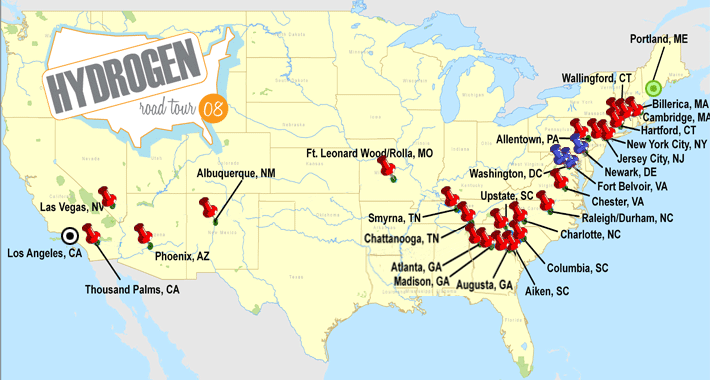 HYDROGEN
road tour 08
Portland, ME
Wallingford, CT
Billerica, MA
Cambridge, MA
Hartford, CT
Allentown, PA
New York City, NY
Jersey City, NJ
Newark, DE
Washington, DC
Fort Belvoir, VA
Chester, VA
Ft. Leonard Wood/Rolla, MO
Albuquerque, NM
Upstate, SC
Las Vegas, NV
Smyrna, TN
Raleigh/Durham, NC
Charlotte, NC
Chattanooga, TN
Los Angeles, CA
Phoenix, AZ
Atlanta, GA
Columbia, SC
Madison, GA
Thousand Palms, CA
Augusta, GA
Aiken, SC